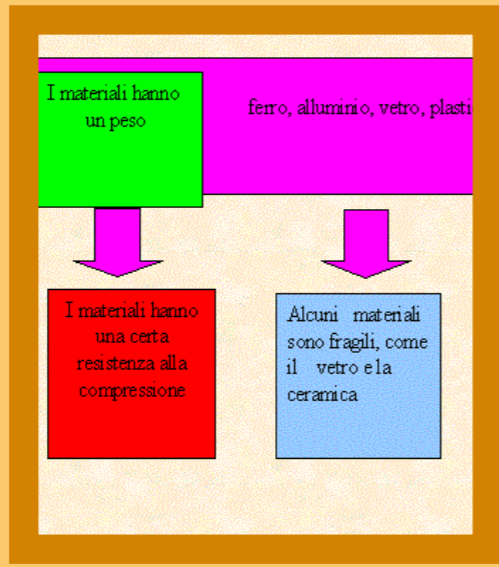 I materiali hanno
un peso
ferro, alluminio, vetro,
I materiali hanno
una certa
resistenza alla
compressione
Alcuni materiali
sono fragili, come
il vetro e la
ceramica